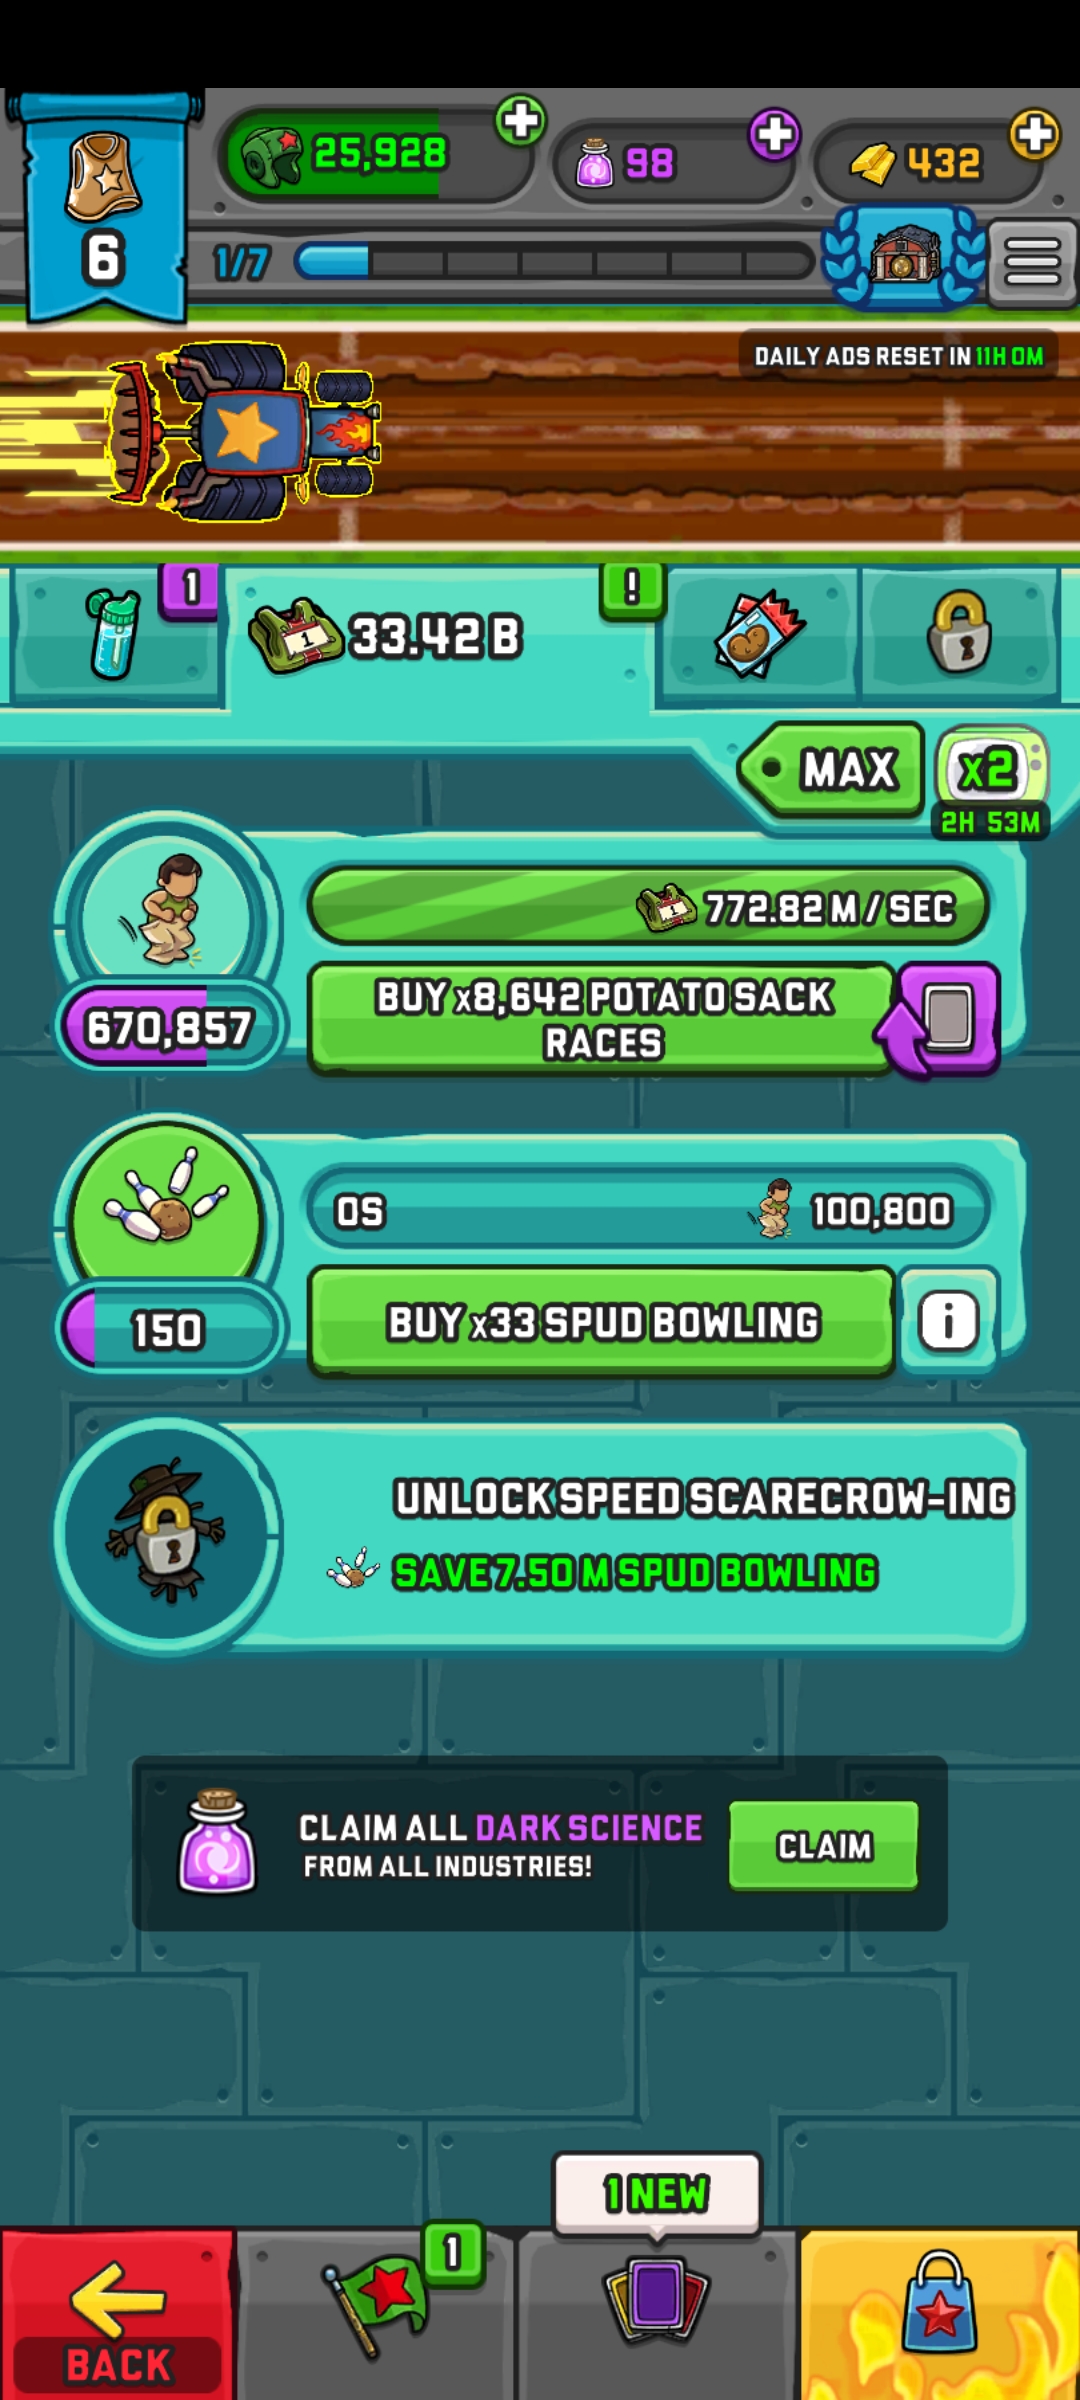 25,928
98
432
6
1/7
DAILY ADS RESET IN 11H 0M
1
1
33.42 B
!
MAX
x2
2H 53M
772.82 M / SEC
670,857
BUY x8,642 POTATO SACK
RACES
0S
100,800
150
BUY x33 SPUD BOWLING
i
UNLOCK SPEED SCARECROW-ING
SAVE 7.50 M SPUD BOWLING
CLAIM ALL DARK SCIENCE
FROM ALL INDUSTRIES!
CLAIM
1 NEW
1
BACK